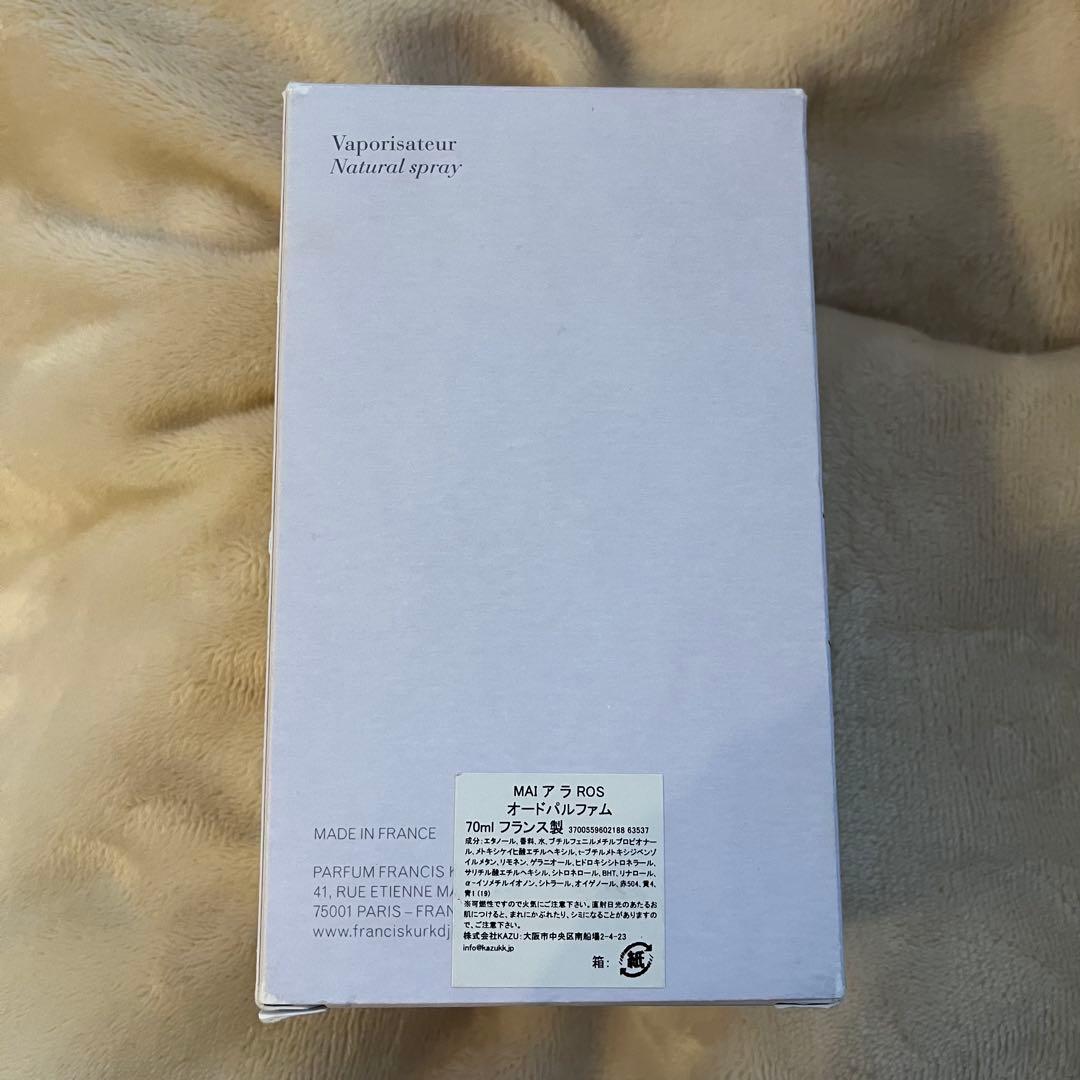 Vaporisateur
Natural spray
MADE IN FRANCE
PARFUM FRANCIS
41, RUE ETIENNE
75001 PARIS – FRAN
www.franciskurkdj
MAI ア ラ ROS
オードパルファム
70ml フランス製 3700559602188 63537
成分：エタノール、香料、水、ブチルフェニルメチルプロピオナー
ル、メトキシケイヒ酸エチルヘキシル、t-ブチルメトキシジベンゾ
イルメタン、リモネン、ゲラニオール、ヒドロキシシトロネラール、
サリチル酸エチルヘキシル、シトロネロール、BHT、リナロール、
α-イソメチルイオノン、シトラール、オイゲノール、赤504、黄4、
青1 (19)
※可燃性ですので火気にご注意下さい。直射日光のあたるお
肌につけると、まれにかぶれたり、シミになることがありますの
で、ご注意下さい。
株式会社KAZU：大阪市中央区南船場2-4-23
info@kazukk.jp
箱： 紙